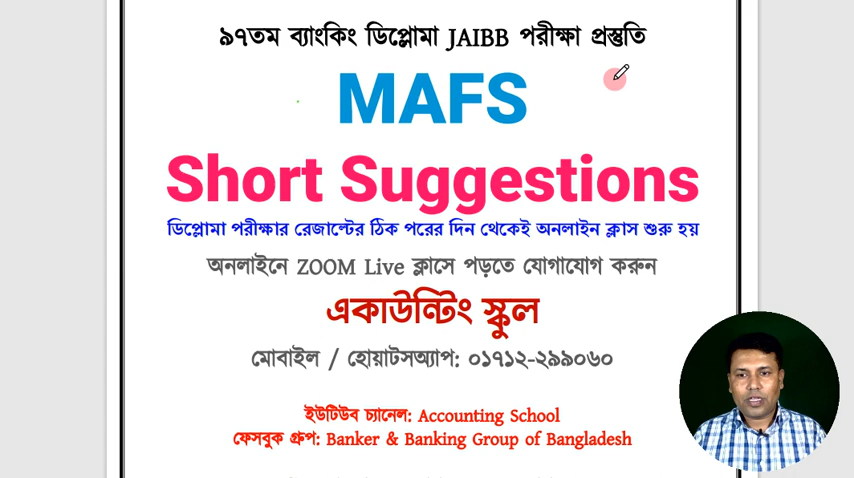 ৯৭তম ব্যাংকিং ডিপ্লোমা JAIBB পরীক্ষা প্রস্তুতি
MAFS
Short Suggestions
ডিপ্লোমা পরীক্ষার রেজাল্টের ঠিক পরের দিন থেকেই অনলাইন ক্লাস শুরু হয়
অনলাইনে ZOOM Live ক্লাসে পড়তে যোগাযোগ করুন
একাউন্টিং স্কুল
মোবাইল / হোয়াটসঅ্যাপ: ০১৭১২-২৯৯০৬০
ইউটিউব চ্যানেল: Accounting School
ফেসবুক গ্রুপ: Banker & Banking Group of Bangladesh